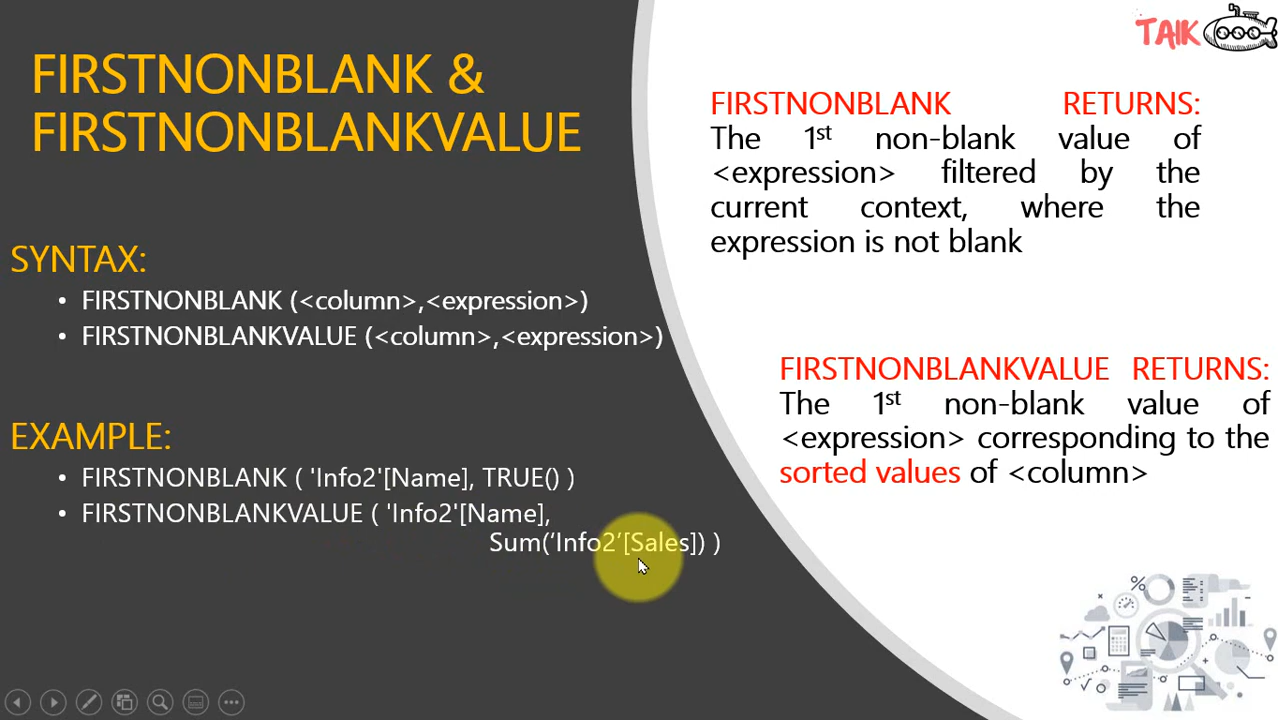 FIRSTNONBLANK &
FIRSTNONBLANKVALUE
SYNTAX:
• FIRSTNONBLANK (<column>,<expression>)
• FIRSTNONBLANKVALUE (<column>,<expression>)
EXAMPLE:
• FIRSTNONBLANK ( 'Info2'[Name], TRUE() )
• FIRSTNONBLANKVALUE ( 'Info2'[Name],
Sum(‘Info2’[Sales]) )
TAIK
FIRSTNONBLANK RETURNS:
The 1st non-blank value of
<expression> filtered by the
current context, where the
expression is not blank
FIRSTNONBLANKVALUE RETURNS:
The 1st non-blank value of
<expression> corresponding to the
sorted values of <column>